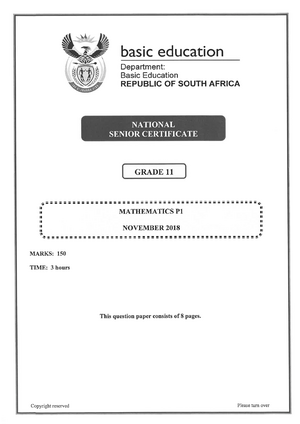 basic education
Department:
Basic Education
REPUBLIC OF SOUTH AFRICA
NATIONAL
SENIOR CERTIFICATE
GRADE 11
MATHEMATICS P1
NOVEMBER 2018
MARKS: 150
TIME: 3 hours
This question paper consists of 8 pages.
Copyright reserved
Please turn over